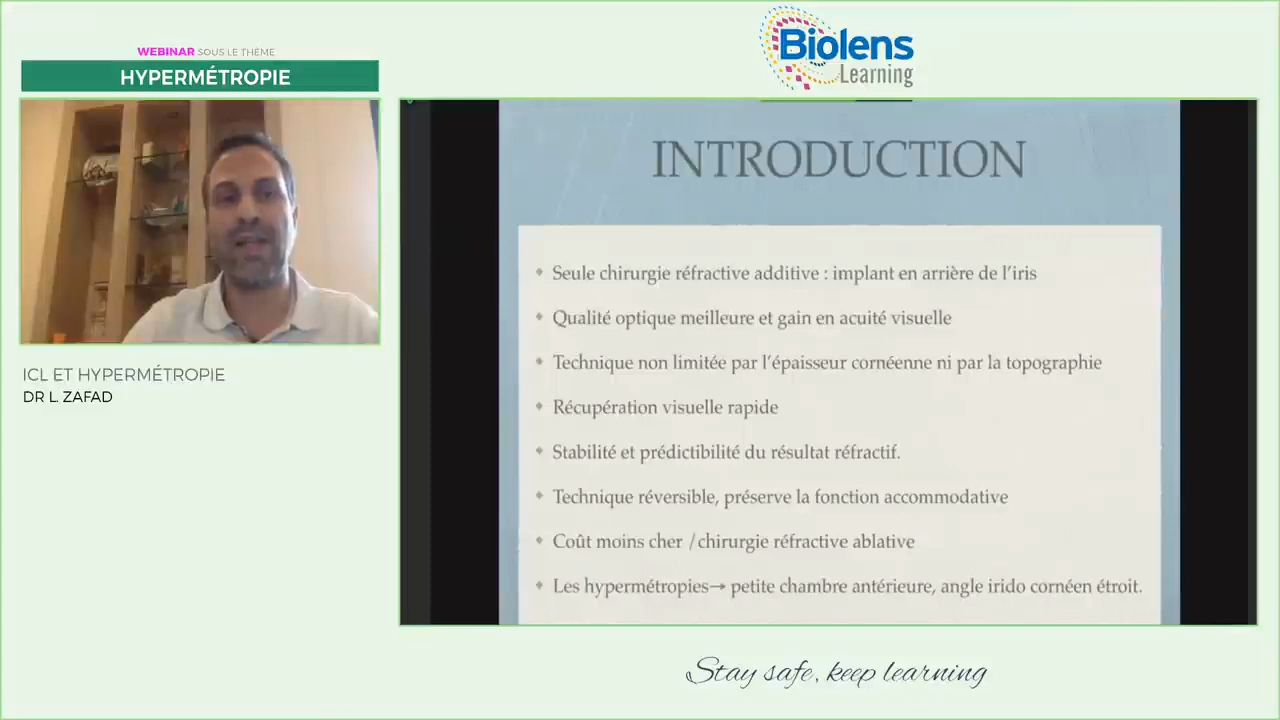 WEBINAR SOUS LE THÈME
HYPERMÉTROPIE
Biolens
Learning
INTRODUCTION
Seule chirurgie réfractive additive : implant en arrière de l'iris
Qualité optique meilleure et gain en acuité visuelle
Technique non limitée par l'épaisseur cornéenne ni par la topographie
Récupération visuelle rapide
Stabilité et prédictibilité du résultat réfractif.
Technique réversible, préserve la fonction accommodative
Coût moins cher /chirurgie réfractive ablative
Les hypermétropies→ petite chambre antérieure, angle irido cornéen étroit.
ICL ET HYPERMÉTROPIE
DR L. ZAFAD
Stay safe, keep learning